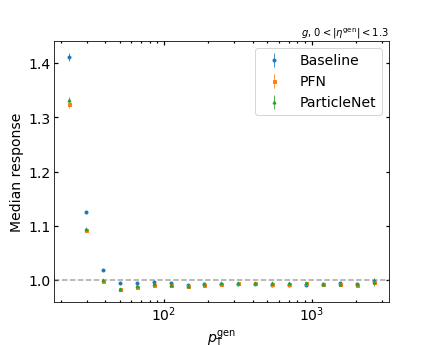 g, 0 < |η^gen| < 1.3
Median response
1.4
1.3
1.2
1.1
1.0
Baseline
PFN
ParticleNet
10^2
10^3
p_T^gen